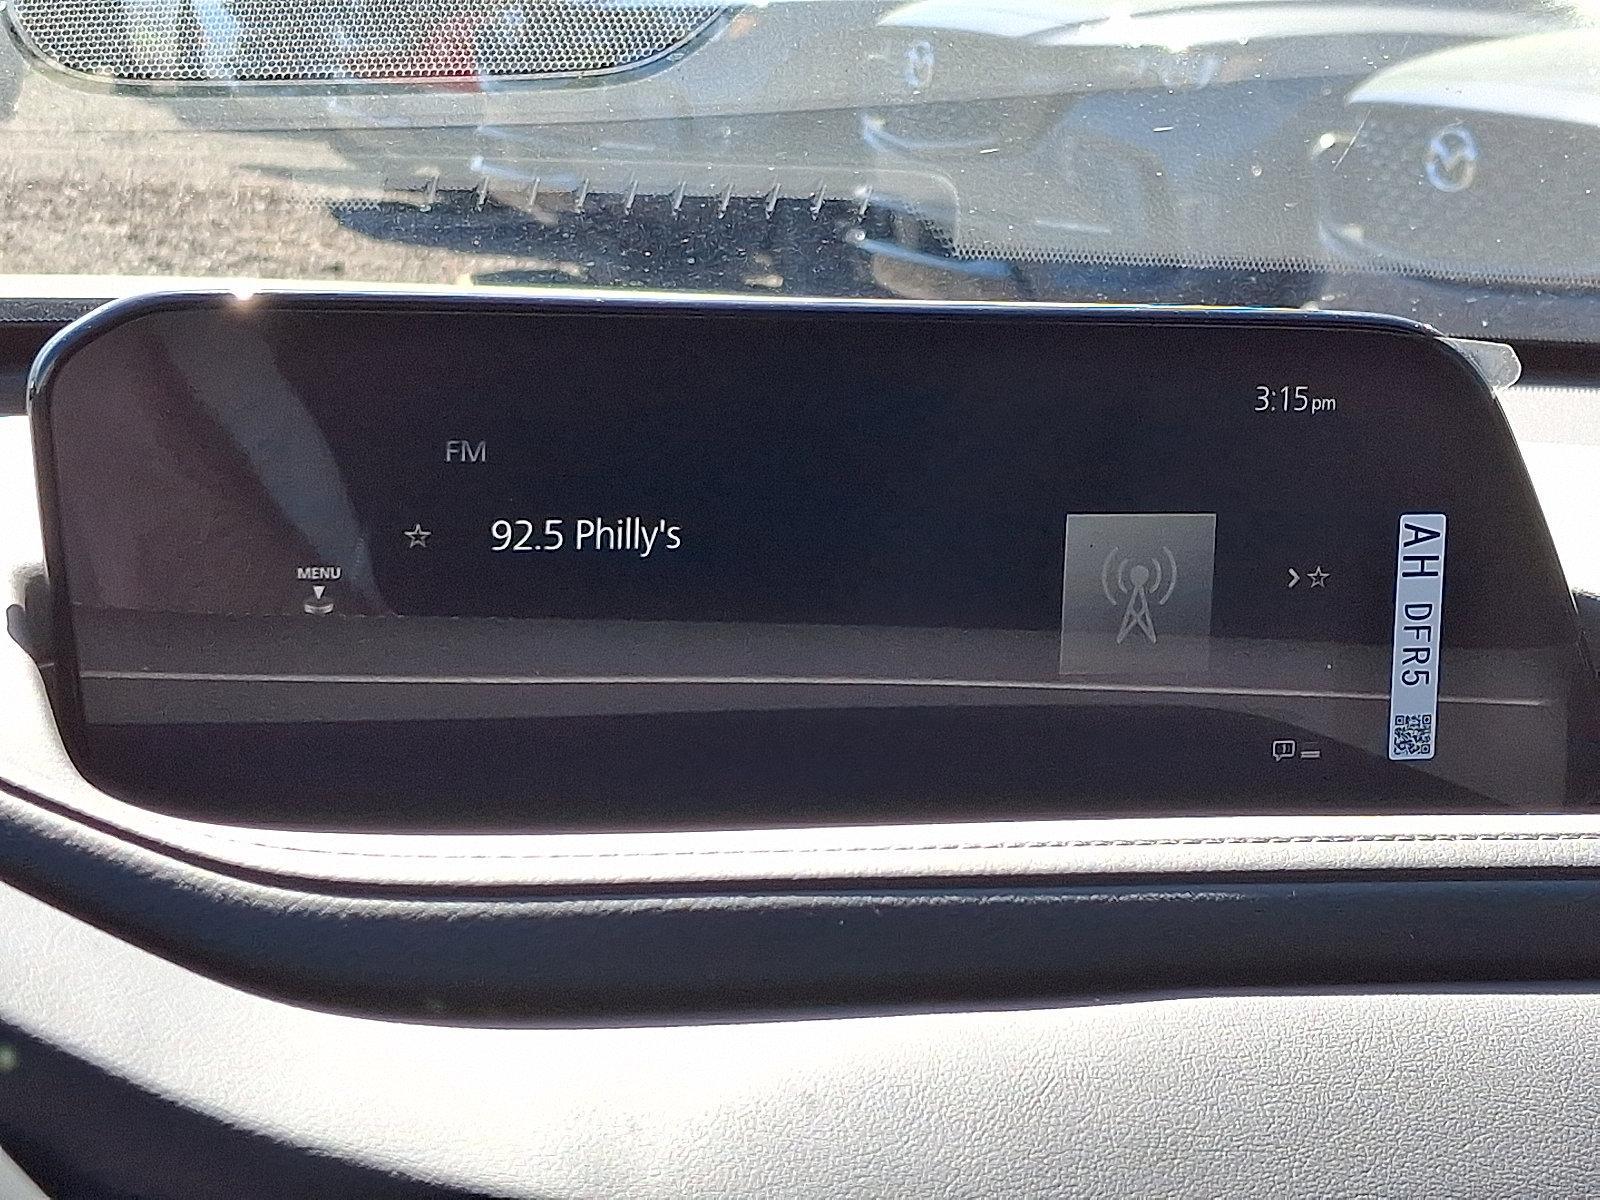 3:15pm
FM
92.5 Philly's
MENU
AH DFR5